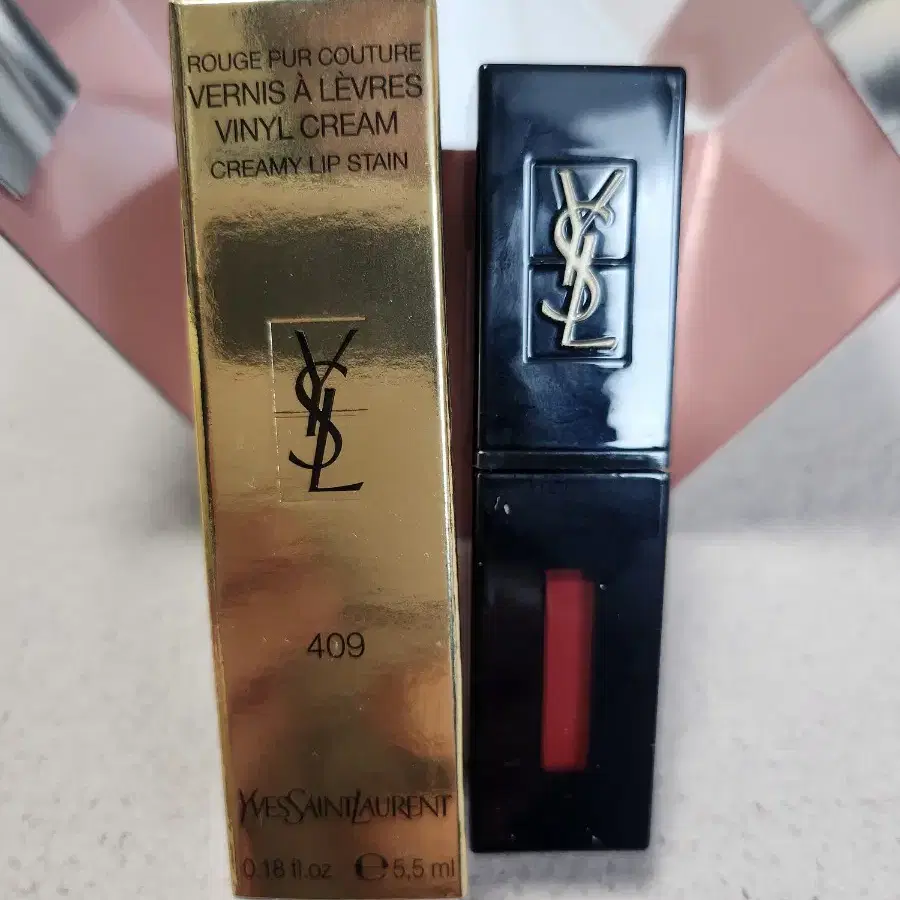 ROUGE PUR COUTURE
VERNIS À LÈVRES
VINYL CREAM
CREAMY LIP STAIN
YSL
409
YVESSAINTLAURENT
0.18 fl.oz ℮ 5,5 ml
YSL